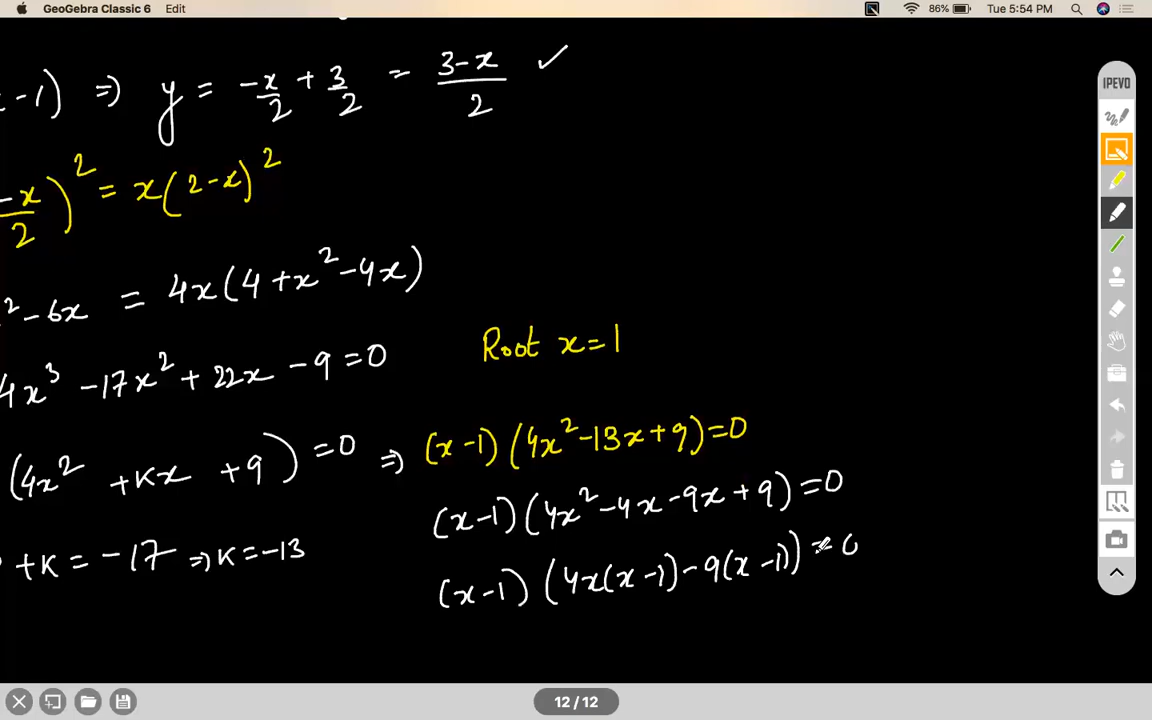 GeoGebra Classic 6 Edit 86% Tue 5:54 PM
-1) ⇒ y = -x/2 + 3/2 = (3-x)/2 ✓
IPEVO
-x/2)² = x(2-x)²
² -6x = 4x(4+x²-4x)
Root x=1
4x³ -17x² + 22x - 9 = 0
(4x² +Kx +9) = 0 ⇒ (x-1)(4x²-13x+9)=0
(x-1)(4x²-4x-9x+9)=0
+K = -17 ⇒ K = -13
(x-1)(4x(x-1)-9(x-1))=0
12 / 12